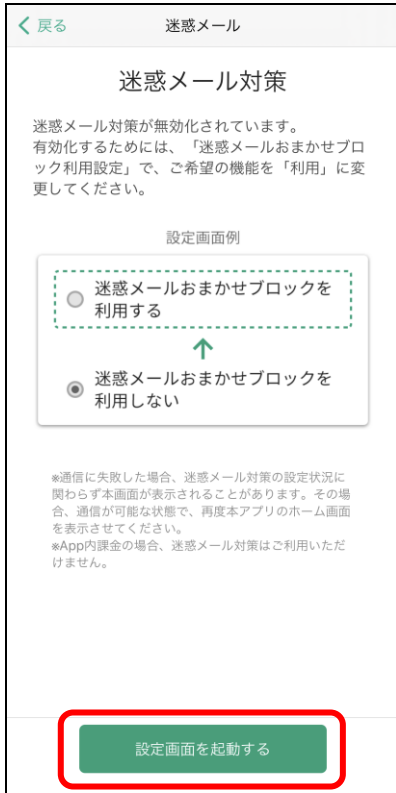 戻る 迷惑メール
迷惑メール対策
迷惑メール対策が無効化されています。
有効化するためには、「迷惑メールおまかせブロ
ック利用設定」で、ご希望の機能を「利用」に変
更してください。
設定画面例
迷惑メールおまかせブロックを
利用する
迷惑メールおまかせブロックを
利用しない
※通信に失敗した場合、迷惑メール対策の設定状況に
関わらず本画面が表示されることがあります。その場
合、通信が可能な状態で、再度本アプリのホーム画面
を表示させてください。
※App内課金の場合、迷惑メール対策はご利用いただ
けません。
設定画面を起動する